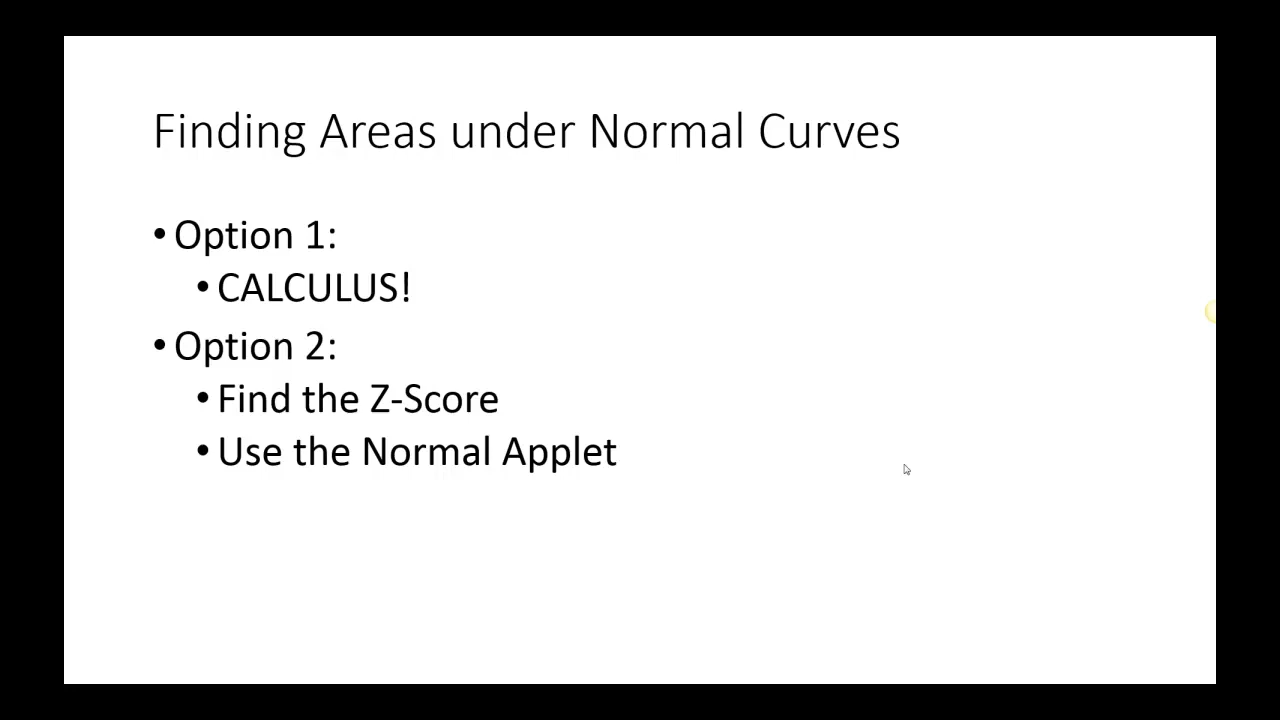 Finding Areas under Normal Curves
• Option 1:
• CALCULUS!
• Option 2:
• Find the Z-Score
• Use the Normal Applet